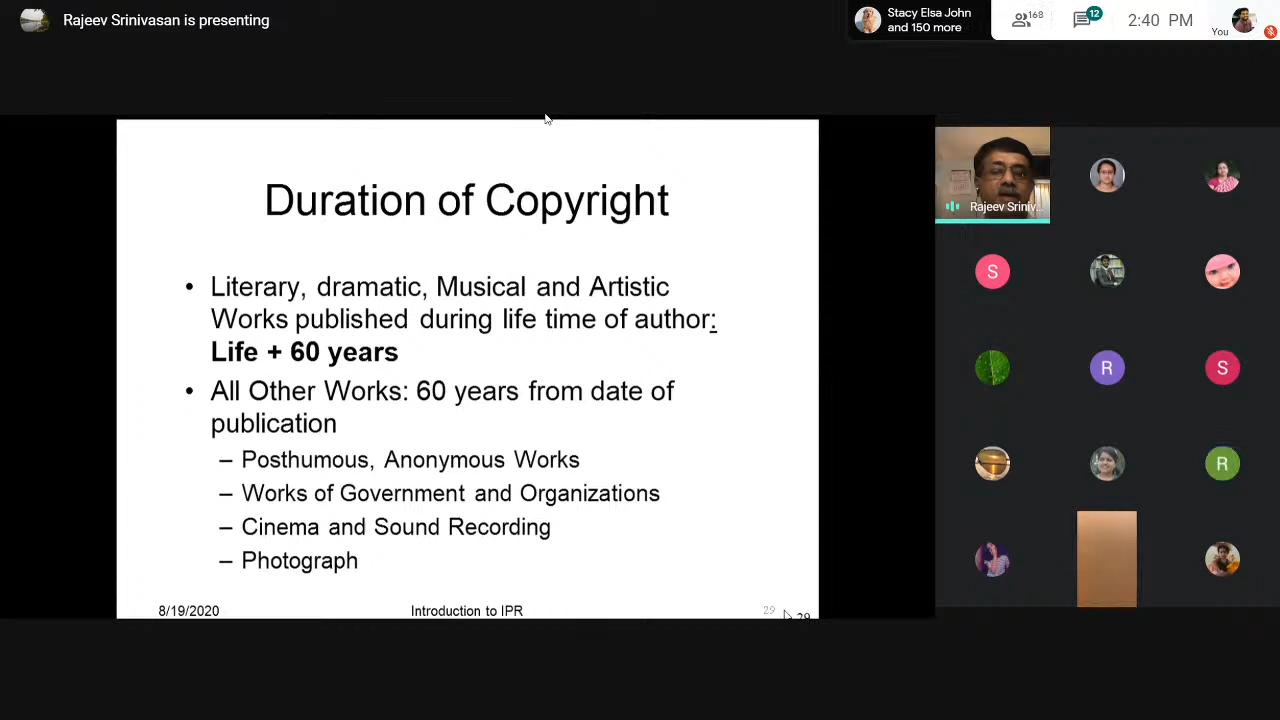 Rajeev Srinivasan is presenting
Stacy Elsa John
and 150 more
168
12
2:40 PM
You
Duration of Copyright
• Literary, dramatic, Musical and Artistic
Works published during life time of author:
Life + 60 years
• All Other Works: 60 years from date of
publication
– Posthumous, Anonymous Works
– Works of Government and Organizations
– Cinema and Sound Recording
– Photograph
8/19/2020
Introduction to IPR
29
29
Rajeev Sriniv...
S
R
S
R